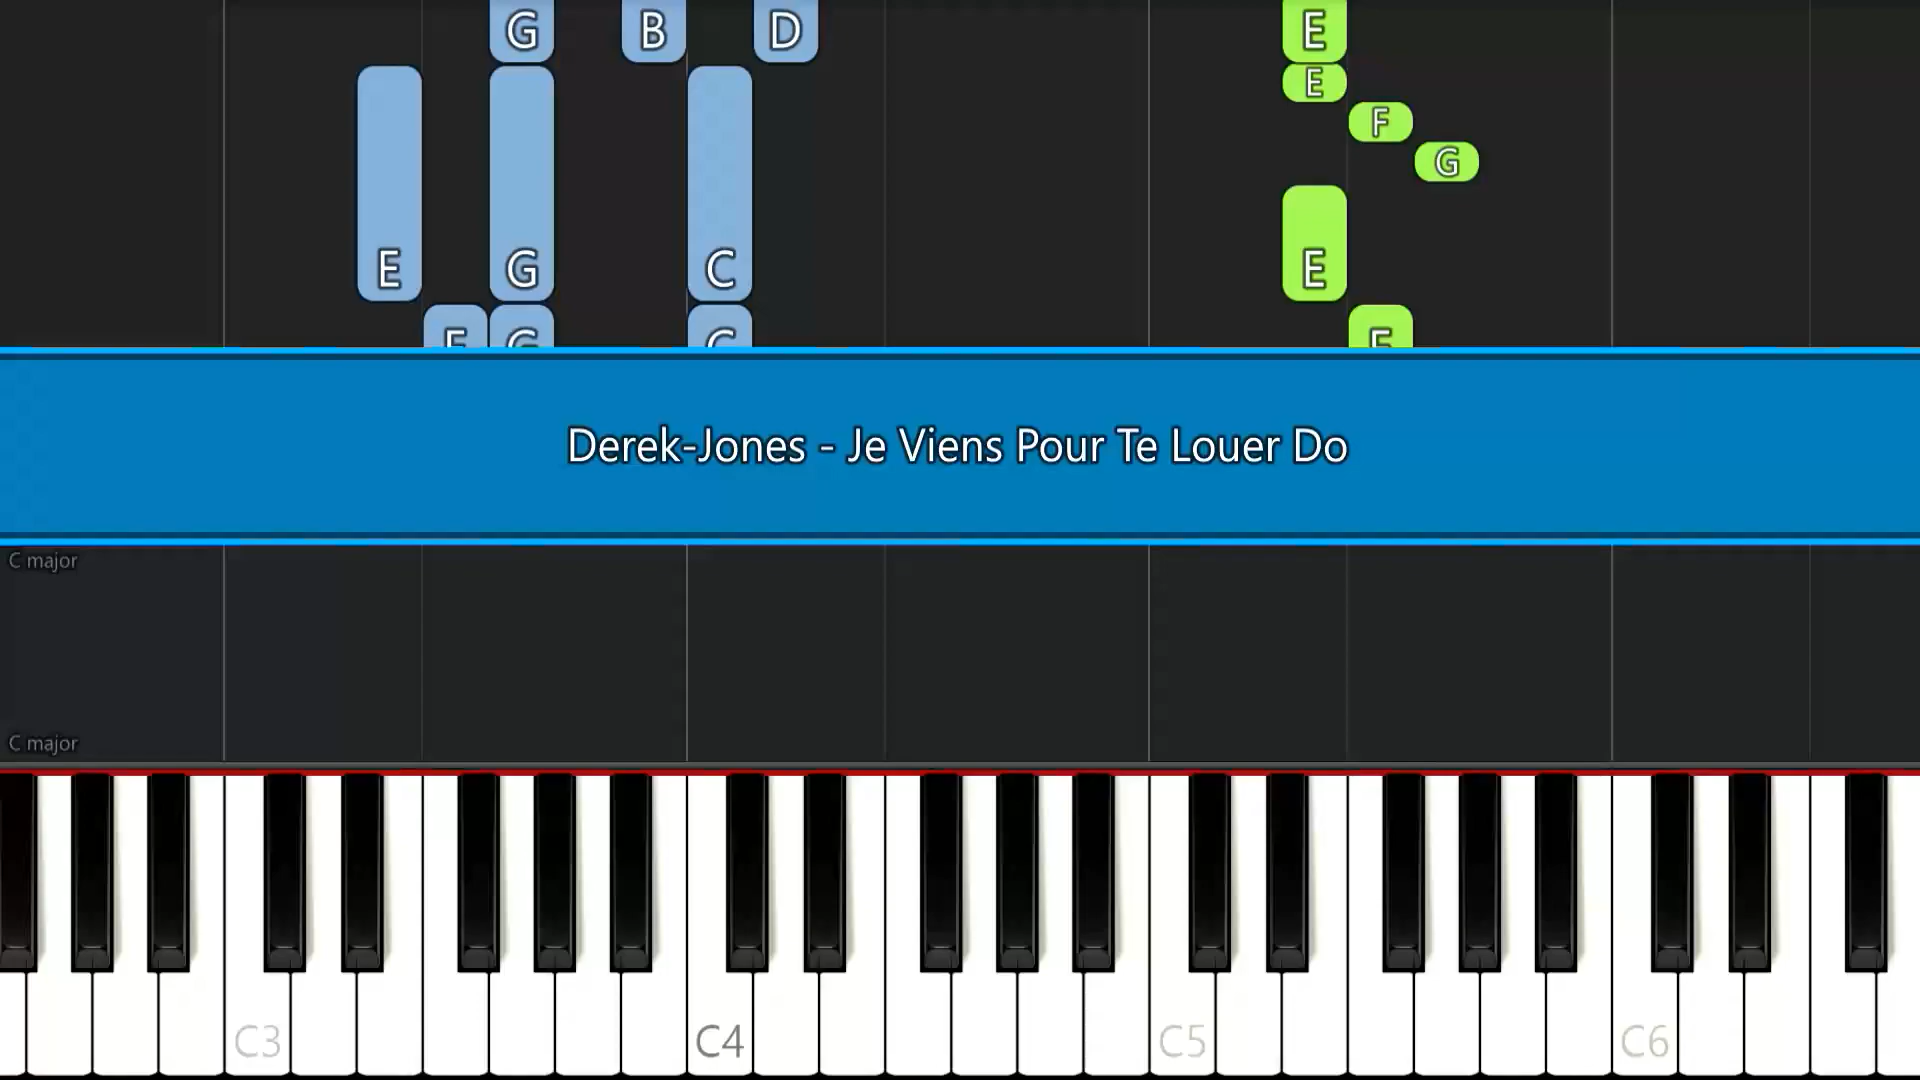 G B D E
E
F
G
E G C E
F G C F
Derek-Jones - Je Viens Pour Te Louer Do
C major
C major
C3 C4 C5 C6